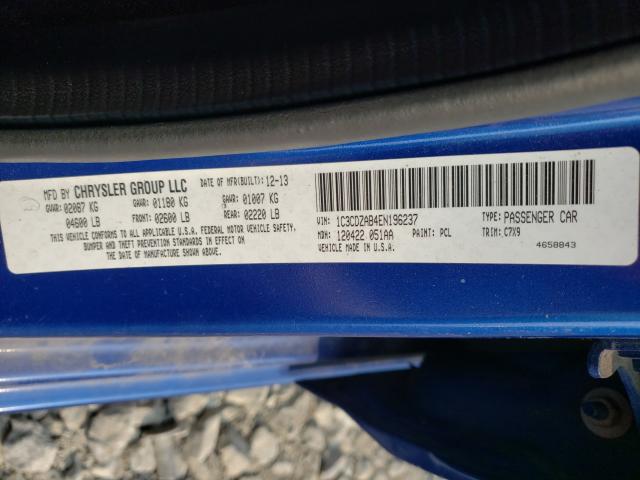 MFD BY CHRYSLER GROUP LLC DATE OF MFR(BUILT) 12-13
GVWR: 02087 KG GAWR: 01180 KG GAWR: 01007 KG
04600 LB FRONT: 02600 LB REAR: 02220 LB
THIS VEHICLE CONFORMS TO ALL APPLICABLE U.S.A. FEDERAL MOTOR VEHICLE SAFETY,
BUMPER AND THEFT PREVENTION STANDARDS IN EFFECT ON
THE DATE OF MANUFACTURE SHOWN ABOVE.
VIN: 1C3CDZAB4EN196237 TYPE: PASSENGER CAR
MDH: 120422 051AA PAINT: PCL TRIM: C7X9
VEHICLE MADE IN U.S.A. 4658843